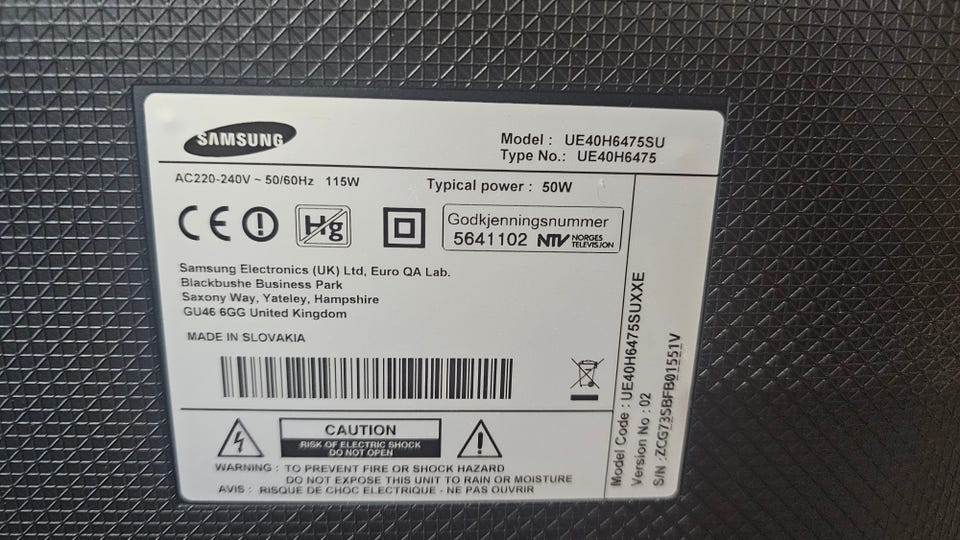 SAMSUNG
Model : UE40H6475SU
Type No.: UE40H6475
AC220-240V ~ 50/60Hz 115W
Typical power : 50W
CE
Hg
Godkjenningsnummer
5641102 NTV NORGES TELEVISJON
Samsung Electronics (UK) Ltd, Euro QA Lab.
Blackbushe Business Park
Saxony Way, Yateley, Hampshire
GU46 6GG United Kingdom
MADE IN SLOVAKIA
CAUTION
RISK OF ELECTRIC SHOCK
DO NOT OPEN
WARNING : TO PREVENT FIRE OR SHOCK HAZARD
DO NOT EXPOSE THIS UNIT TO RAIN OR MOISTURE
AVIS : RISQUE DE CHOC ELECTRIQUE - NE PAS OUVRIR
Model Code : UE40H6475SUXXE
Version No : 02
S/N : ZCG73SBFB01551V